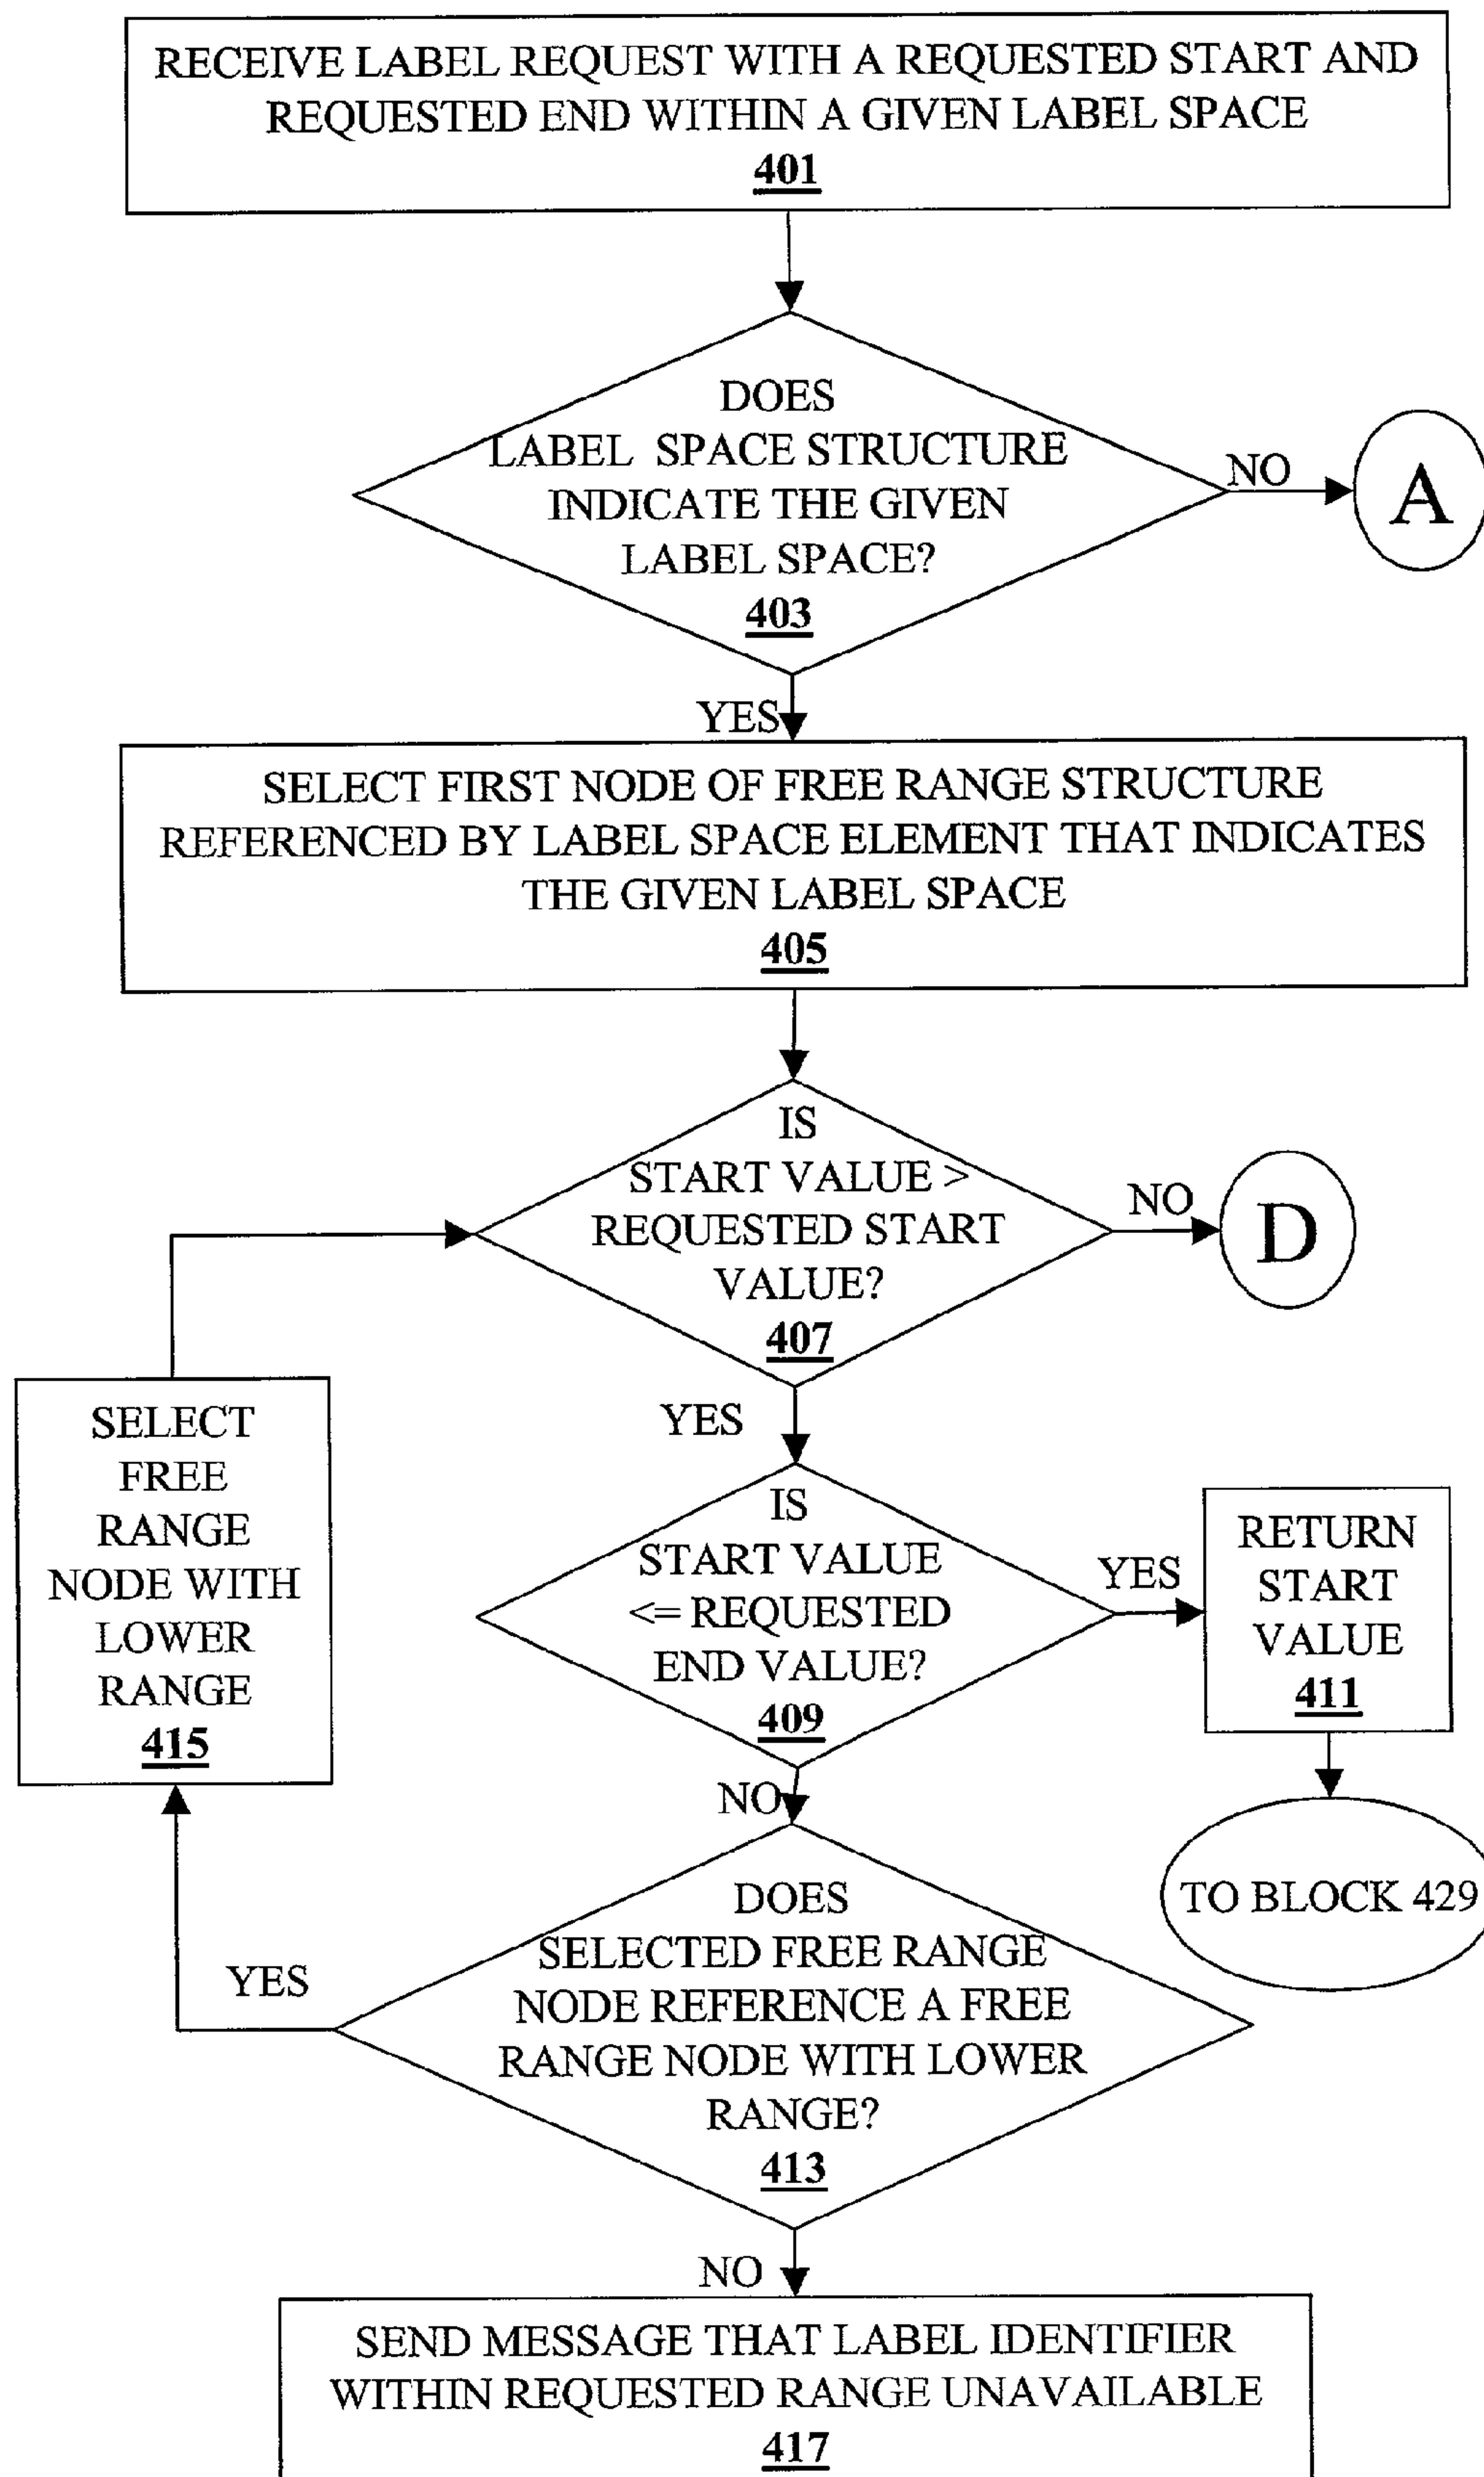 RECEIVE LABEL REQUEST WITH A REQUESTED START AND
REQUESTED END WITHIN A GIVEN LABEL SPACE
401
DOES
LABEL SPACE STRUCTURE
INDICATE THE GIVEN
LABEL SPACE?
403
NO
A
YES
SELECT FIRST NODE OF FREE RANGE STRUCTURE
REFERENCED BY LABEL SPACE ELEMENT THAT INDICATES
THE GIVEN LABEL SPACE
405
IS
START VALUE >
REQUESTED START
VALUE?
407
NO
D
YES
IS
START VALUE
<= REQUESTED
END VALUE?
409
YES
RETURN
START
VALUE
411
TO BLOCK 429
NO
DOES
SELECTED FREE RANGE
NODE REFERENCE A FREE
RANGE NODE WITH LOWER
RANGE?
413
YES
SELECT
FREE
RANGE
NODE WITH
LOWER
RANGE
415
NO
SEND MESSAGE THAT LABEL IDENTIFIER
WITHIN REQUESTED RANGE UNAVAILABLE
417